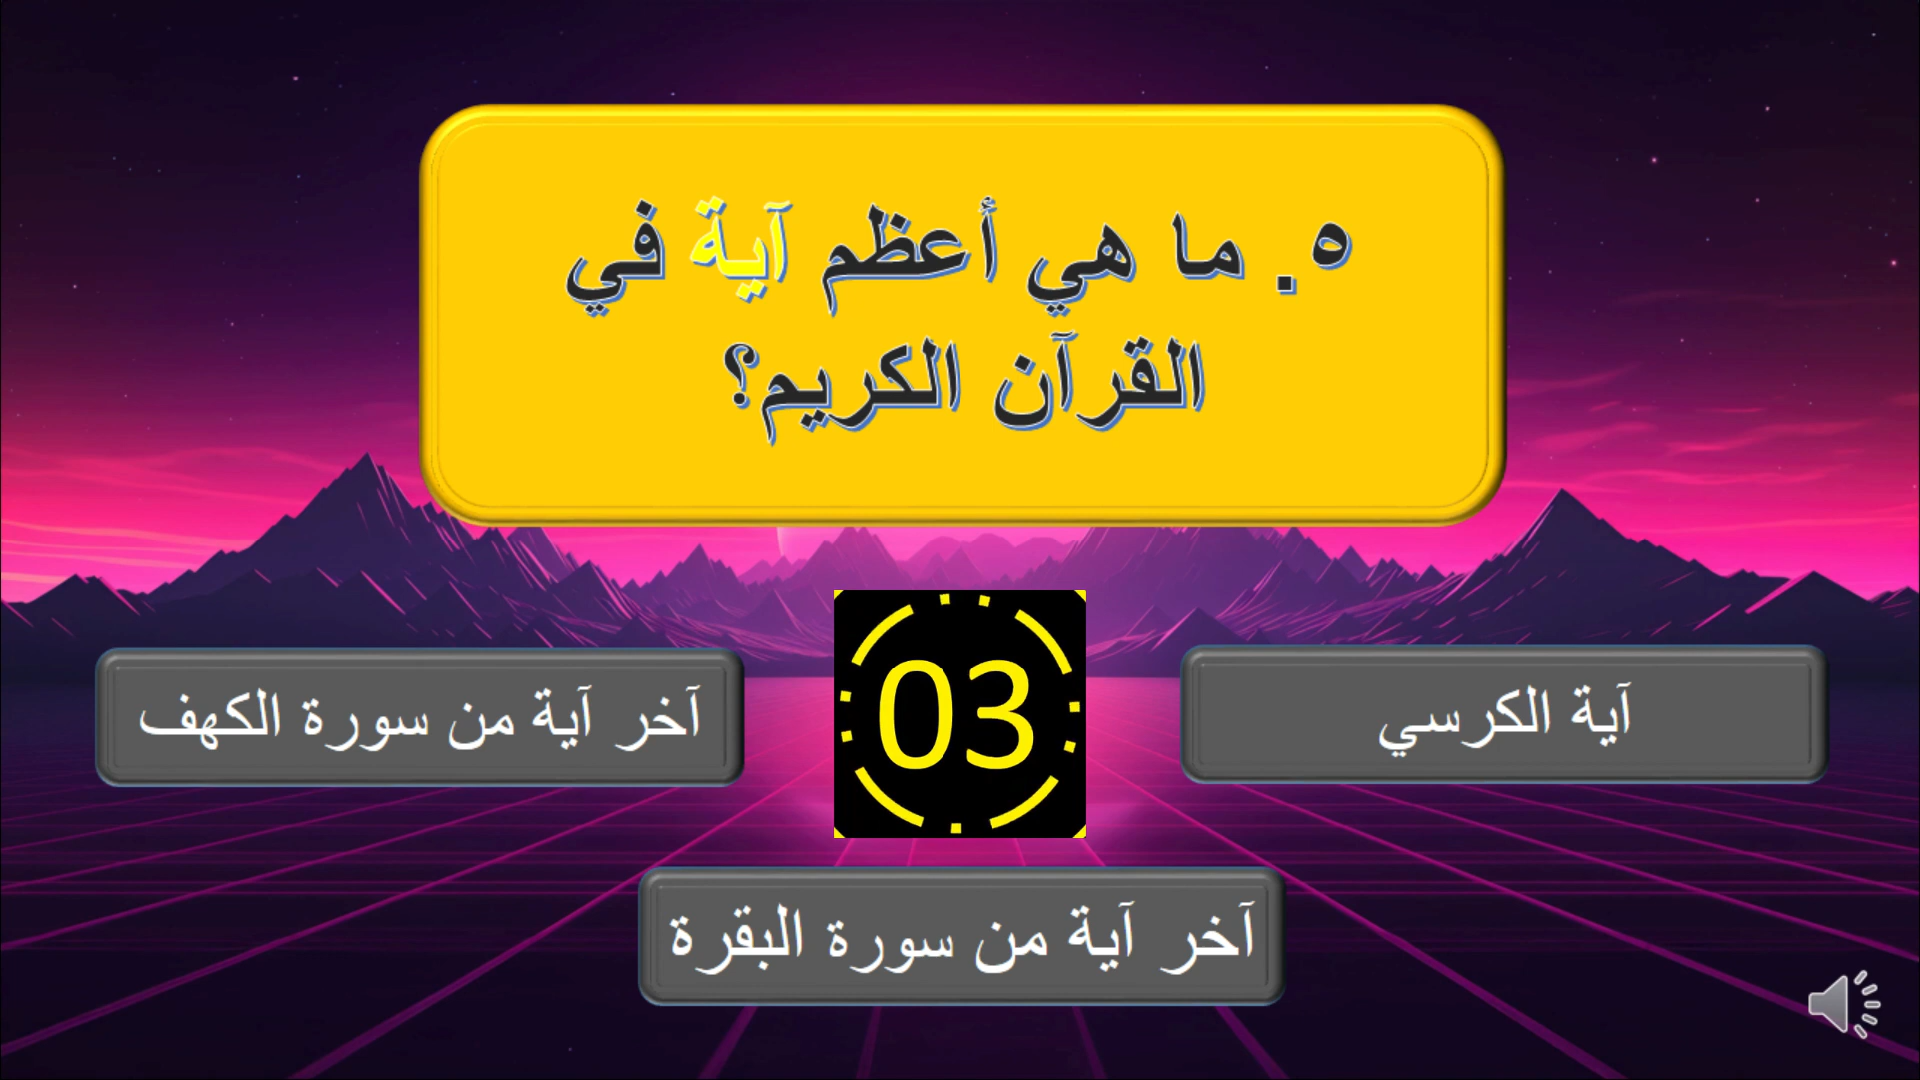 ٥. ما هي أعظم آية في
القرآن الكريم؟
آية الكرسي
03
آخر آية من سورة الكهف
آخر آية من سورة البقرة